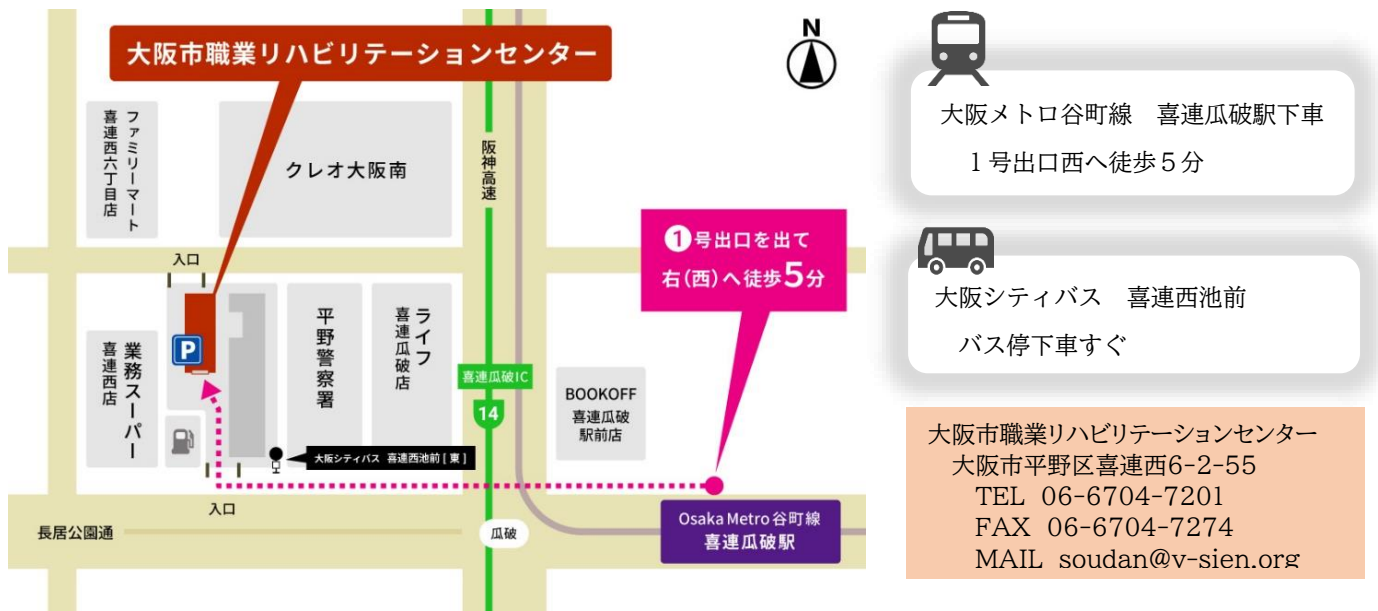 大阪市職業リハビリテーションセンター
N
ファミリーマート
喜連西六丁目店
クレオ大阪南
阪神高速
❶号出口を出て
右(西)へ徒歩5分
入口
P
業務スーパー
喜連西店
平野警察署
ライフ
喜連瓜破店
喜連瓜破IC
14
BOOKOFF
喜連瓜破
駅前店
大阪シティバス 喜連西池前[東]
入口
長居公園通
瓜破
Osaka Metro谷町線
喜連瓜破駅
大阪メトロ谷町線 喜連瓜破駅下車
1号出口西へ徒歩5分
大阪シティバス 喜連西池前
バス停下車すぐ
大阪市職業リハビリテーションセンター
大阪市平野区喜連西6-2-55
TEL 06-6704-7201
FAX 06-6704-7274
MAIL soudan@v-sien.org